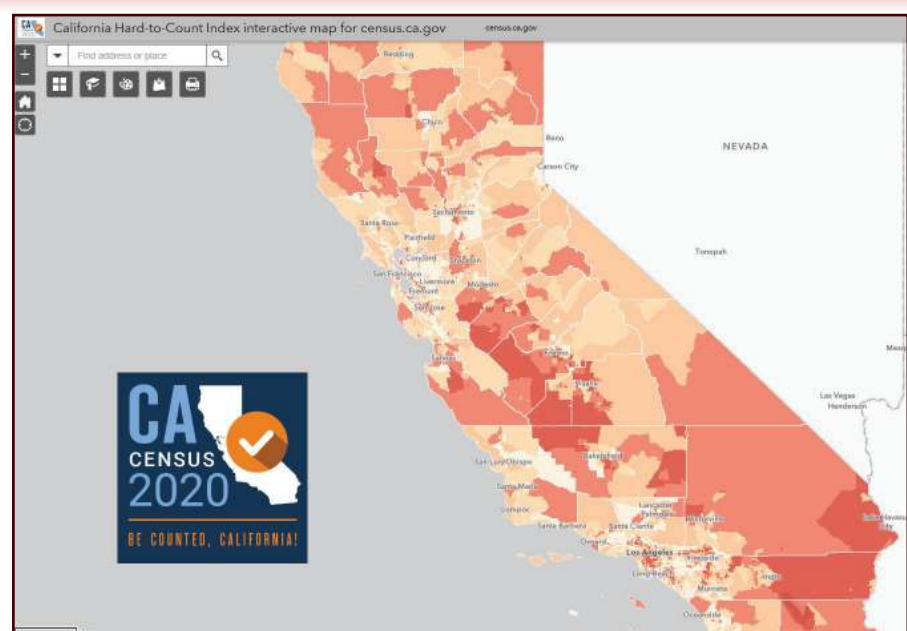 California Hard-to-Count Index interactive map for census.ca.gov
census.ca.gov
Find address or place
Redding
Chico
Reno
NEVADA
Carson City
Sacramento
Santa Rosa
Fairfield
Tonopah
Concord
Stockton
San Francisco
Livermore
Modesto
Fremont
San Jose
Salinas
Fresno
Visalia
Las Vegas
Henderson
CA
CENSUS
2020
BE COUNTED, CALIFORNIA!
San Luis Obispo
Bakersfield
Santa Maria
Lompoc
Lancaster
Palmdale
Victorville
Santa Barbara
Santa Clarita
Oxnard
Los Angeles
Riverside
Long Beach
Indio
Murrieta
Oceanside